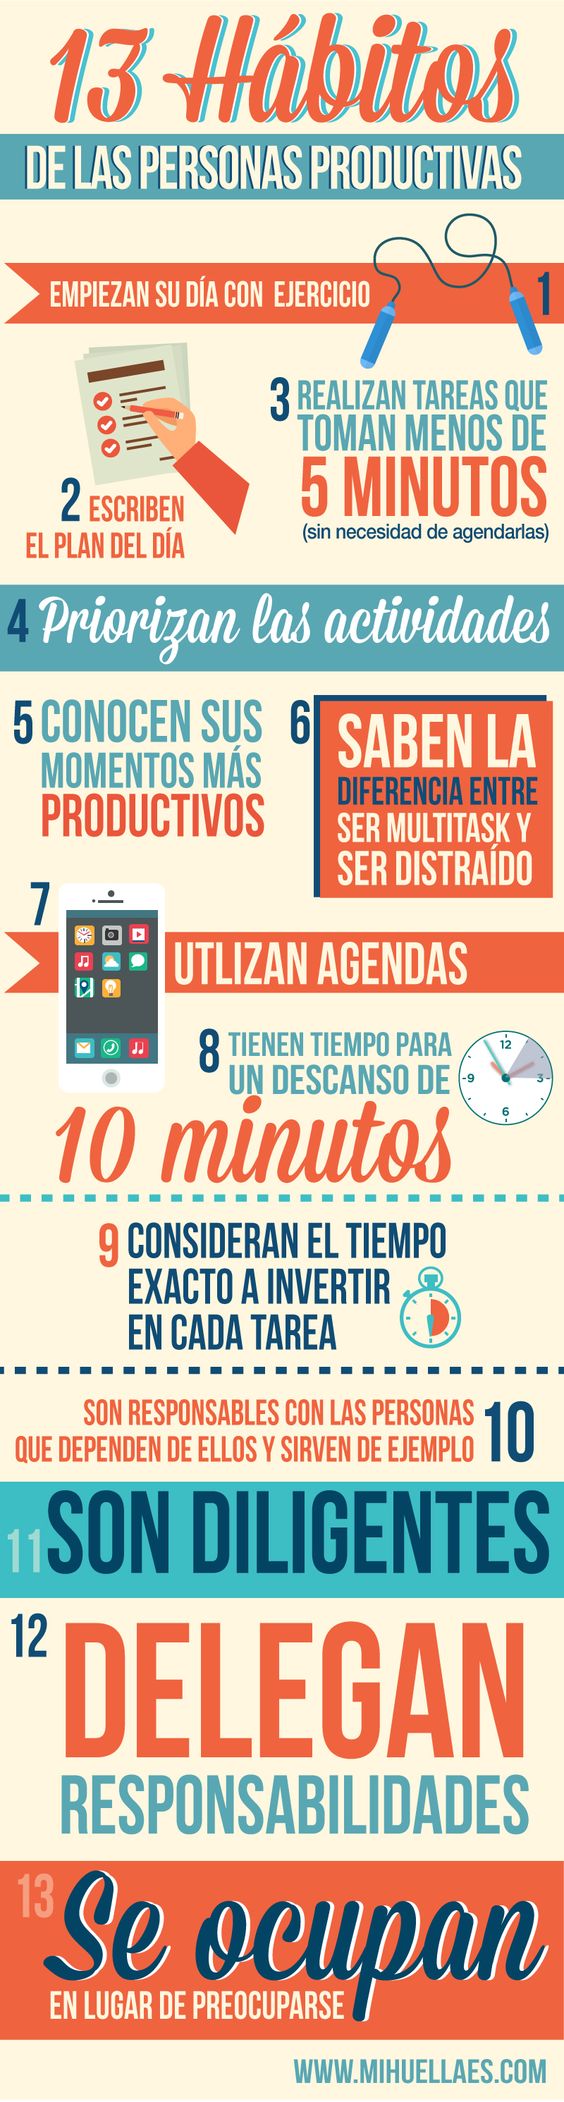 13 Hábitos
DE LAS PERSONAS PRODUCTIVAS
EMPIEZAN SU DÍA CON EJERCICIO 1
2 ESCRIBEN
EL PLAN DEL DÍA
3 REALIZAN TAREAS QUE
TOMAN MENOS DE
5 MINUTOS
(sin necesidad de agendarlas)
4 Priorizan las actividades
5 CONOCEN SUS
MOMENTOS MÁS
PRODUCTIVOS
6 SABEN LA
DIFERENCIA ENTRE
SER MULTITASK Y
SER DISTRAÍDO
7
UTLIZAN AGENDAS
8 TIENEN TIEMPO PARA
UN DESCANSO DE
10 minutos
12
3
6
9
9 CONSIDERAN EL TIEMPO
EXACTO A INVERTIR
EN CADA TAREA
SON RESPONSABLES CON LAS PERSONAS
QUE DEPENDEN DE ELLOS Y SIRVEN DE EJEMPLO 10
11 SON DILIGENTES
12 DELEGAN
RESPONSABILIDADES
13 Se ocupan
EN LUGAR DE PREOCUPARSE
WWW.MIHUELLAES.COM